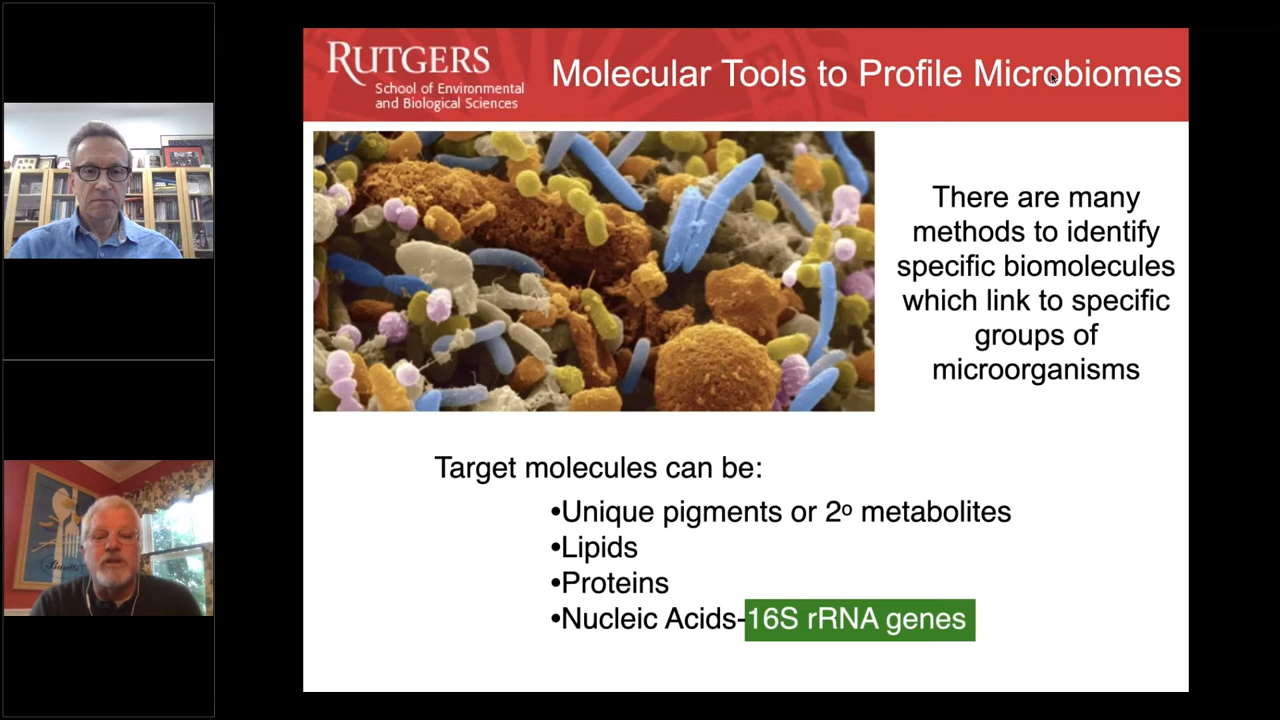 RUTGERS
School of Environmental
and Biological Sciences
Molecular Tools to Profile Microbiomes
There are many
methods to identify
specific biomolecules
which link to specific
groups of
microorganisms
Target molecules can be:
•Unique pigments or 2º metabolites
•Lipids
•Proteins
•Nucleic Acids-16S rRNA genes